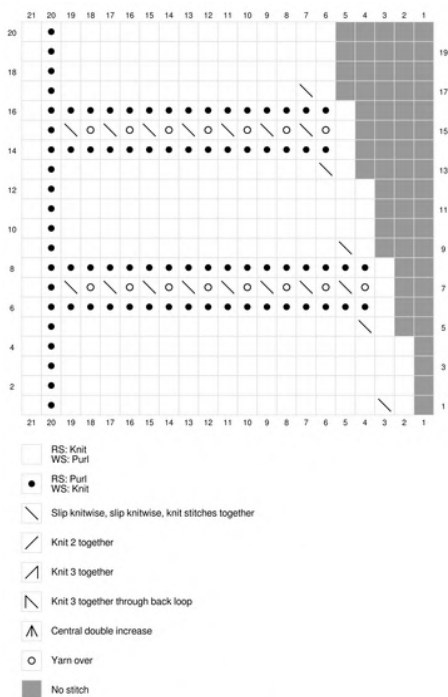 21 20 19 18 17 16 15 14 13 12 11 10 9 8 7 6 5 4 3 2 1
20
19
18
17
16
15
14
13
12
11
10
9
8
7
6
5
4
3
2
1
21 20 19 18 17 16 15 14 13 12 11 10 9 8 7 6 5 4 3 2 1
RS: Knit
WS: Purl
RS: Purl
WS: Knit
Slip knitwise, slip knitwise, knit stitches together
Knit 2 together
Knit 3 together
Knit 3 together through back loop
Central double increase
Yarn over
No stitch